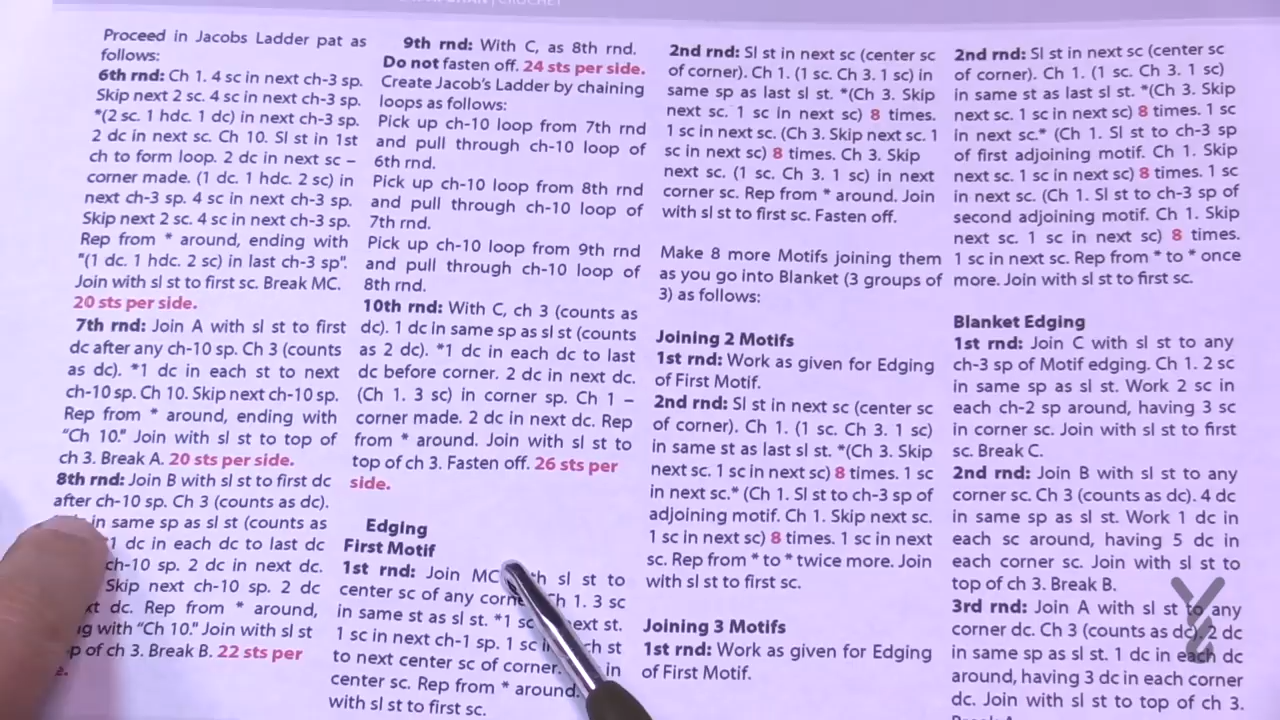 CROCHET
Proceed in Jacobs Ladder pat as
follows:
6th rnd: Ch 1. 4 sc in next ch-3 sp.
Skip next 2 sc. 4 sc in next ch-3 sp.
*(2 sc. 1 hdc. 1 dc) in next ch-3 sp.
2 dc in next sc. Ch 10. Sl st in 1st
ch to form loop. 2 dc in next sc –
corner made. (1 dc. 1 hdc. 2 sc) in
next ch-3 sp. 4 sc in next ch-3 sp.
Skip next 2 sc. 4 sc in next ch-3 sp.
Rep from * around, ending with
"(1 dc. 1 hdc. 2 sc) in last ch-3 sp".
Join with sl st to first sc. Break MC.
20 sts per side.
7th rnd: Join A with sl st to first
dc after any ch-10 sp. Ch 3 (counts
as dc). *1 dc in each st to next
ch-10 sp. Ch 10. Skip next ch-10 sp.
Rep from * around, ending with
“Ch 10.” Join with sl st to top of
ch 3. Break A. 20 sts per side.
8th rnd: Join B with sl st to first dc
after ch-10 sp. Ch 3 (counts as dc).
in same sp as sl st (counts as
1 dc in each dc to last dc
ch-10 sp. 2 dc in next dc.
Skip next ch-10 sp. 2 dc
dc. Rep from * around,
with “Ch 10.” Join with sl st
of ch 3. Break B. 22 sts per
9th rnd: With C, as 8th rnd.
Do not fasten off. 24 sts per side.
Create Jacob’s Ladder by chaining
loops as follows:
Pick up ch-10 loop from 7th rnd
and pull through ch-10 loop of
6th rnd.
Pick up ch-10 loop from 8th rnd
and pull through ch-10 loop of
7th rnd.
Pick up ch-10 loop from 9th rnd
and pull through ch-10 loop of
8th rnd.
10th rnd: With C, ch 3 (counts as
dc). 1 dc in same sp as sl st (counts
as 2 dc). *1 dc in each dc to last
dc before corner. 2 dc in next dc.
(Ch 1. 3 sc) in corner sp. Ch 1 –
corner made. 2 dc in next dc. Rep
from * around. Join with sl st to
top of ch 3. Fasten off. 26 sts per
side.
Edging
First Motif
1st rnd: Join MC sl st to
center sc of any Ch 1. 3 sc
in same st as sl st. *1 sc st.
1 sc in next ch-1 sp. 1 sc st
to next center sc of corner. in
center sc. Rep from * around.
with sl st to first sc.
2nd rnd: Sl st in next sc (center sc
of corner). Ch 1. (1 sc. Ch 3. 1 sc) in
same sp as last sl st. *(Ch 3. Skip
next sc. 1 sc in next sc) 8 times.
1 sc in next sc. (Ch 3. Skip next sc. 1
sc in next sc) 8 times. Ch 3. Skip
next sc. (1 sc. Ch 3. 1 sc) in next
corner sc. Rep from * around. Join
with sl st to first sc. Fasten off.
Make 8 more Motifs joining them
as you go into Blanket (3 groups of
3) as follows:
Joining 2 Motifs
1st rnd: Work as given for Edging
of First Motif.
2nd rnd: Sl st in next sc (center sc
of corner). Ch 1. (1 sc. Ch 3. 1 sc)
in same st as last sl st. *(Ch 3. Skip
next sc. 1 sc in next sc) 8 times. 1 sc
in next sc.* (Ch 1. Sl st to ch-3 sp of
adjoining motif. Ch 1. Skip next sc.
1 sc in next sc) 8 times. 1 sc in next
sc. Rep from * to * twice more. Join
with sl st to first sc.
Joining 3 Motifs
1st rnd: Work as given for Edging
of First Motif.
2nd rnd: Sl st in next sc (center sc
of corner). Ch 1. (1 sc. Ch 3. 1 sc)
in same st as last sl st. *(Ch 3. Skip
next sc. 1 sc in next sc) 8 times. 1 sc
in next sc.* (Ch 1. Sl st to ch-3 sp
of first adjoining motif. Ch 1. Skip
next sc. 1 sc in next sc) 8 times. 1 sc
in next sc. (Ch 1. Sl st to ch-3 sp of
second adjoining motif. Ch 1. Skip
next sc. 1 sc in next sc) 8 times.
1 sc in next sc. Rep from * to * once
more. Join with sl st to first sc.
Blanket Edging
1st rnd: Join C with sl st to any
ch-3 sp of Motif edging. Ch 1. 2 sc
in same sp as sl st. Work 2 sc in
each ch-2 sp around, having 3 sc
in corner sc. Join with sl st to first
sc. Break C.
2nd rnd: Join B with sl st to any
corner sc. Ch 3 (counts as dc). 4 dc
in same sp as sl st. Work 1 dc in
each sc around, having 5 dc in
each corner sc. Join with sl st to
top of ch 3. Break B.
3rd rnd: Join A with sl st to any
corner dc. Ch 3 (counts as dc). 2 dc
in same sp as sl st. 1 dc in each dc
around, having 3 dc in each corner
dc. Join with sl st to top of ch 3.